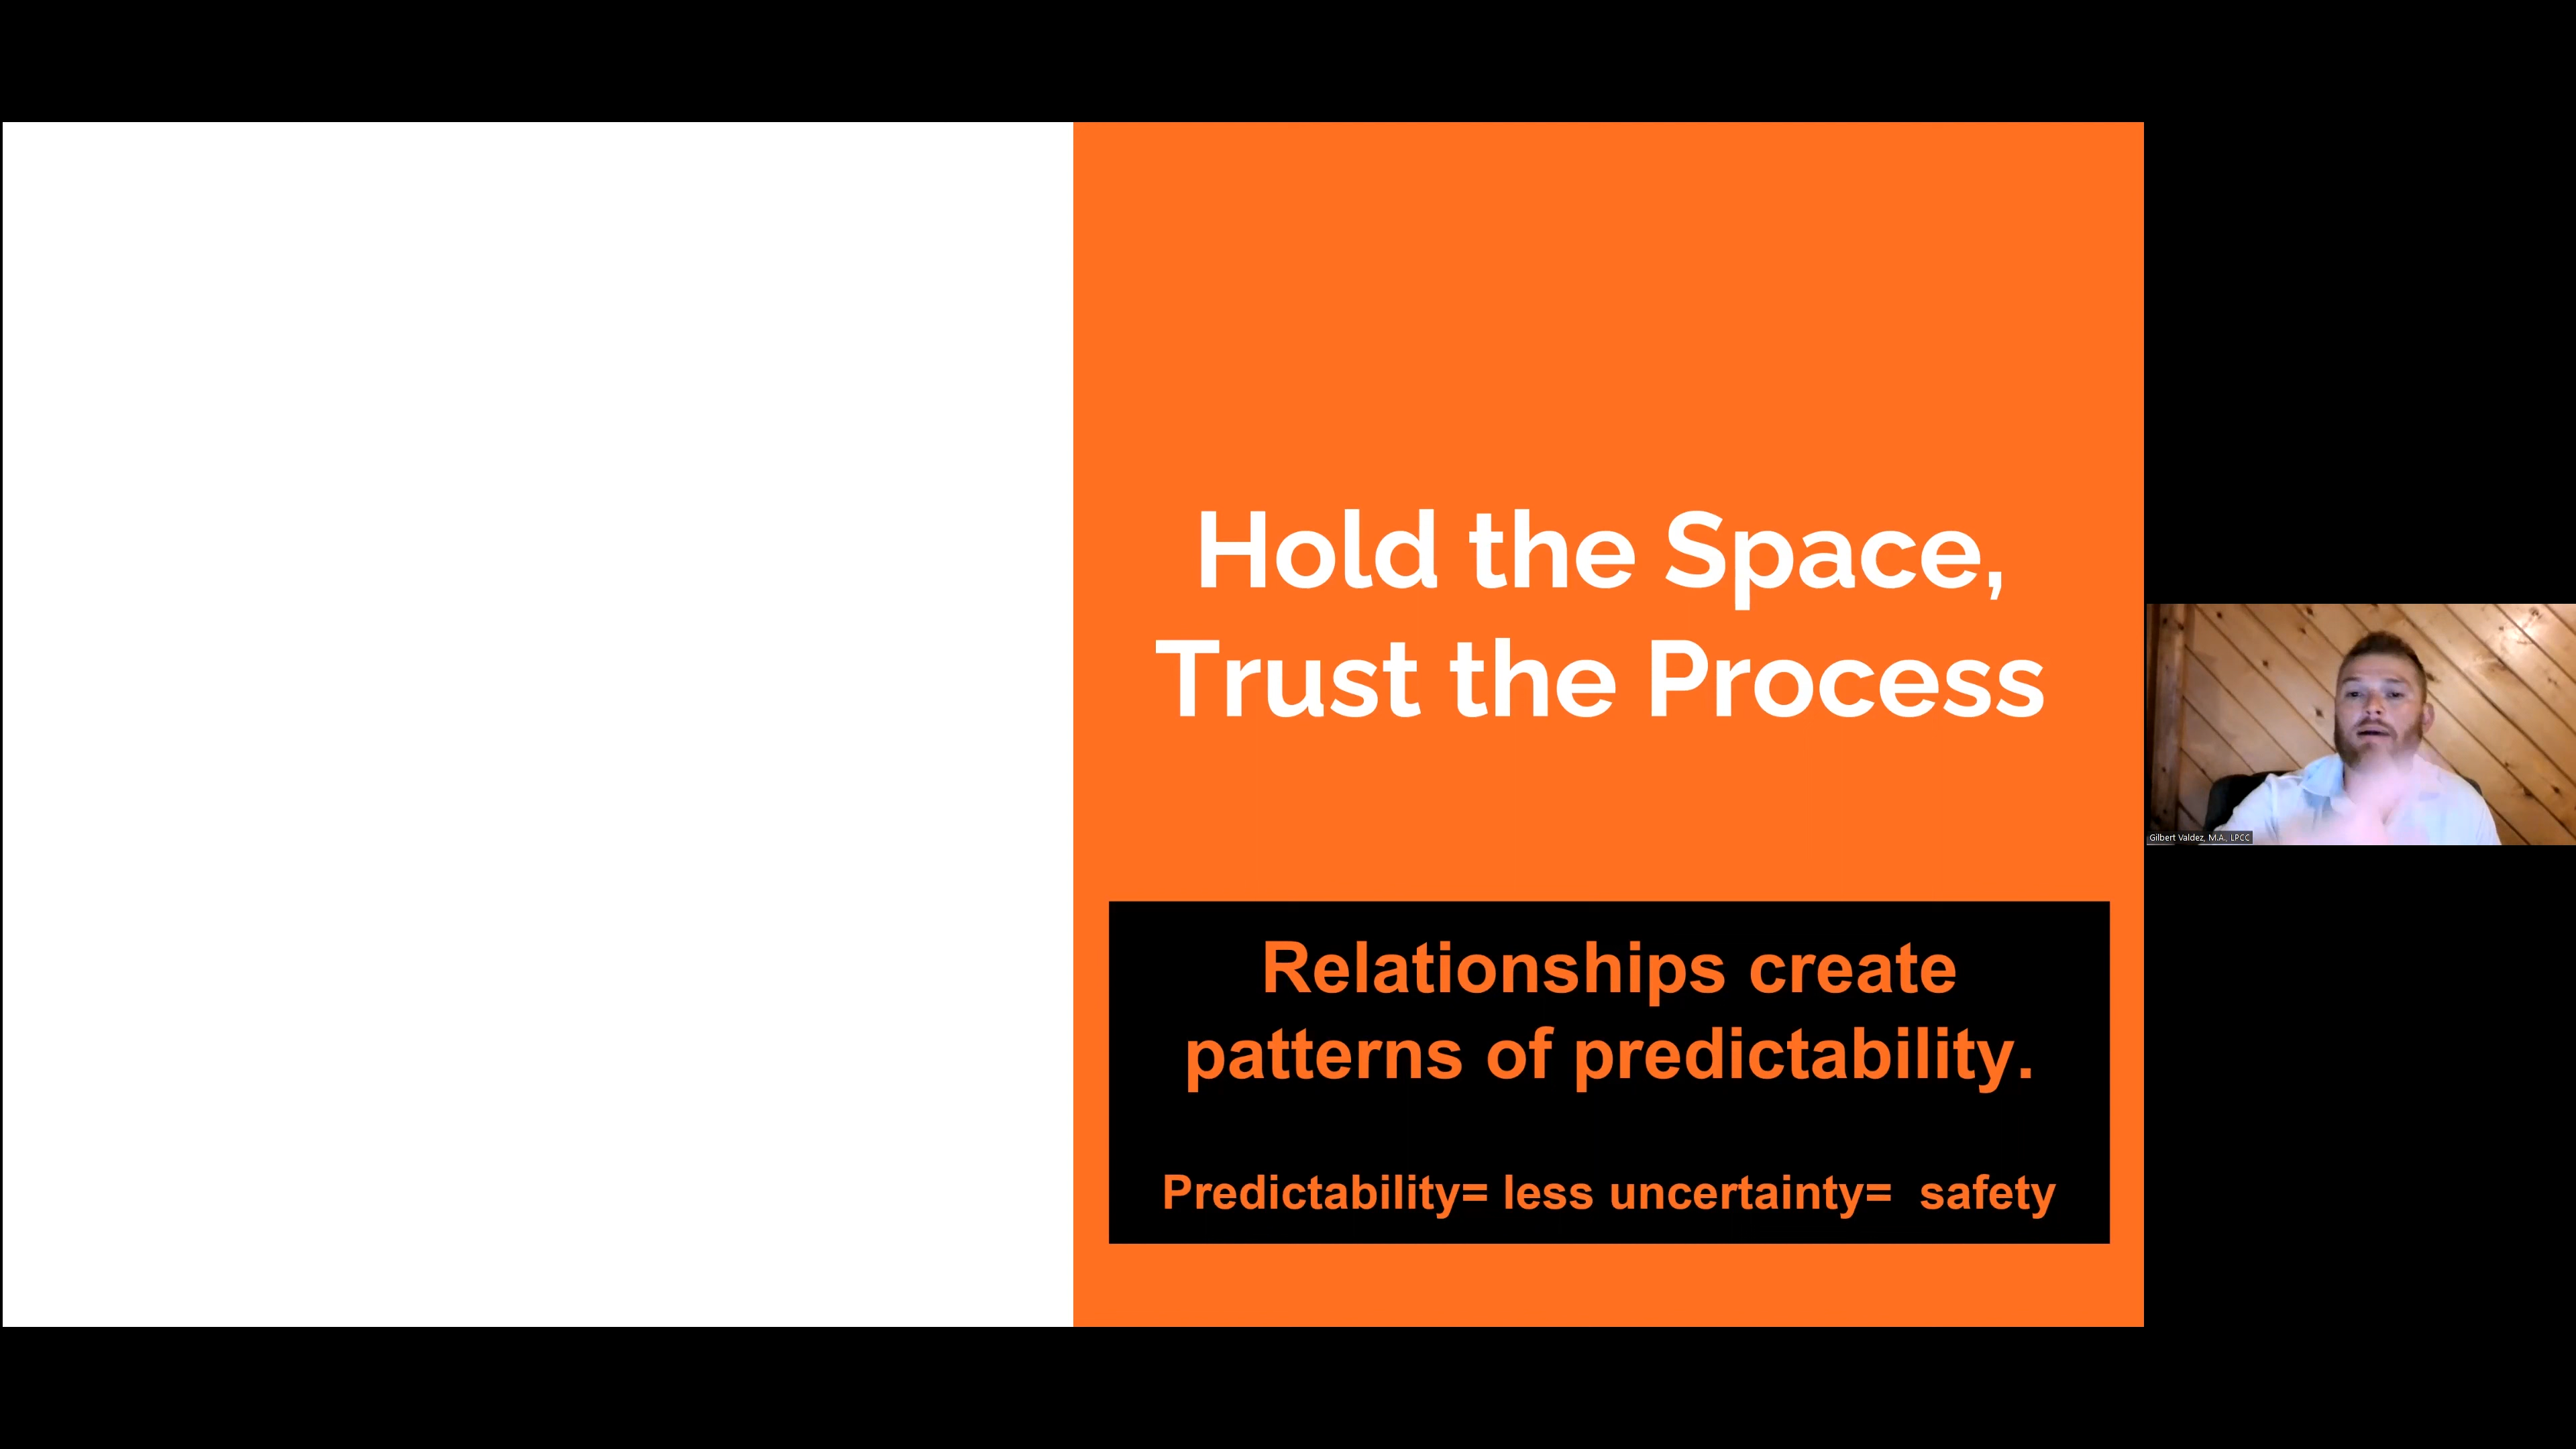 Hold the Space,
Trust the Process
Relationships create
patterns of predictability.
Predictability= less uncertainty=  safety
Gilbert Valdez, M.A., LPCC